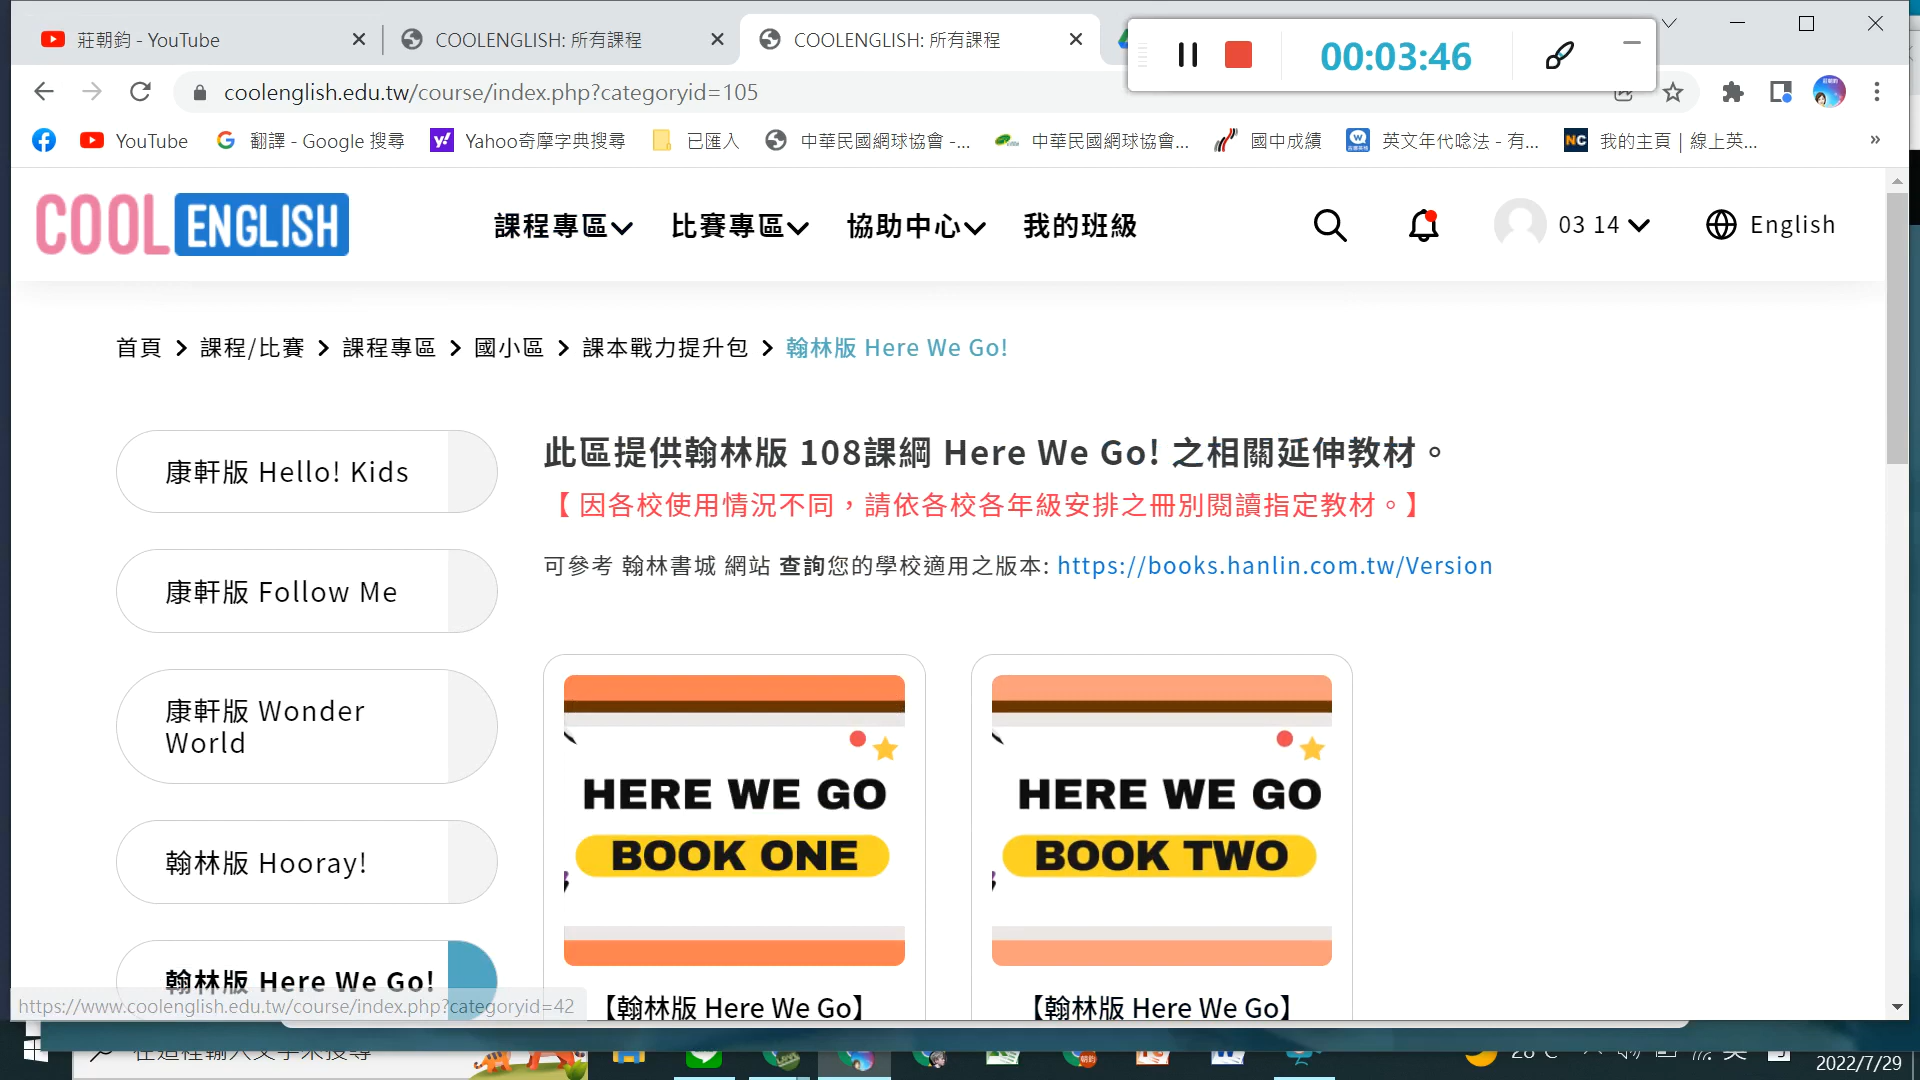 莊朝鈞 - YouTube
COOLENGLISH: 所有課程
COOLENGLISH: 所有課程
00:03:46
coolenglish.edu.tw/course/index.php?categoryid=105
YouTube
翻譯 - Google 搜尋
Yahoo奇摩字典搜尋
已匯入
中華民國網球協會 -...
中華民國網球協會...
國中成績
英文年代唸法 - 有...
NC
我的主頁 | 線上英...
»
COOL ENGLISH
課程專區
比賽專區
協助中心
我的班級
03 14
English
首頁 > 課程/比賽 > 課程專區 > 國小區 > 課本戰力提升包 > 翰林版 Here We Go!
康軒版 Hello! Kids
康軒版 Follow Me
康軒版 Wonder
World
翰林版 Hooray!
翰林版 Here We Go!
此區提供翰林版 108課綱 Here We Go! 之相關延伸教材。
【 因各校使用情況不同，請依各校各年級安排之冊別閱讀指定教材。】
可參考 翰林書城 網站 查詢您的學校適用之版本: https://books.hanlin.com.tw/Version
HERE WE GO
BOOK ONE
【翰林版 Here We Go】
HERE WE GO
BOOK TWO
【翰林版 Here We Go】
https://www.coolenglish.edu.tw/course/index.php?categoryid=42
在這裡輸入文字來搜尋
28°C
英
2022/7/29